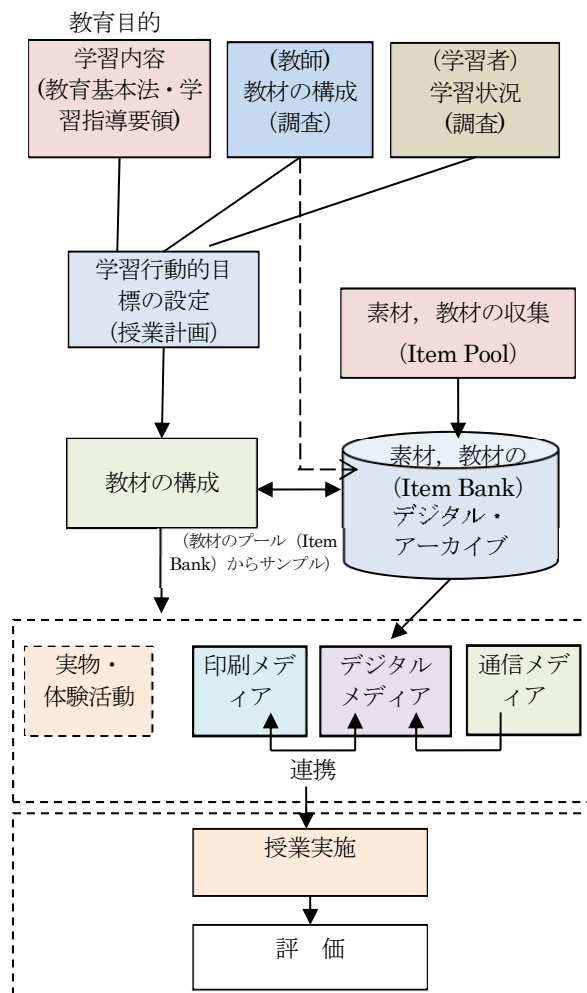 教育目的
学習内容
(教育基本法・学
習指導要領)
(教師)
教材の構成
（調査）
（学習者）
学習状況
(調査)
学習行動的目
標の設定
（授業計画）
素材，教材の収集
（Item Pool）
教材の構成
素材，教材の
（Item Bank）
デジタル・
アーカイブ
（教材のプール（Item
Bank）からサンプル）
実物・
体験活動
印刷メデ
ィア
デジタル
メディア
通信メデ
ィア
連携
授業実施
評　価